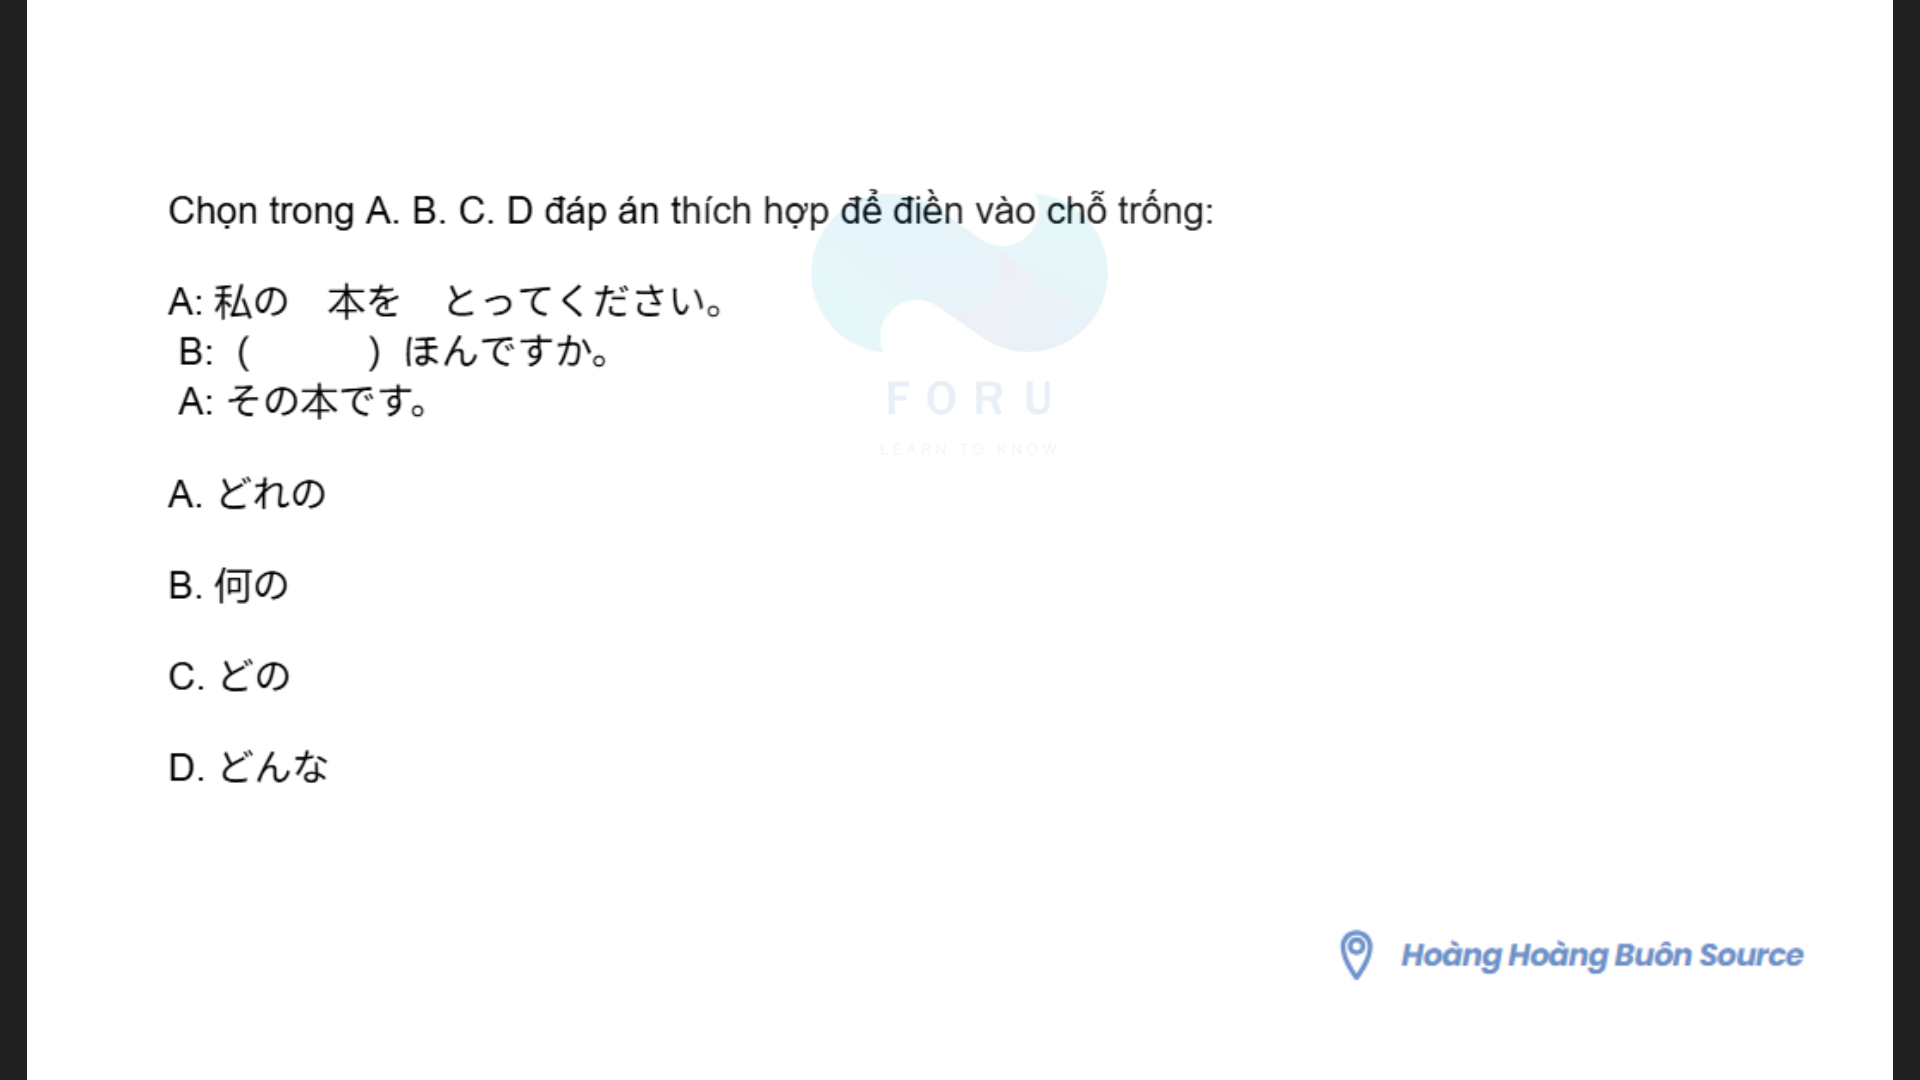 Chọn trong A. B. C. D đáp án thích hợp để điền vào chỗ trống:
A: 私の　本を　とってください。
B:（　　　）ほんですか。
A: その本です。
FORU
LEARN TO KNOW
A. どれの
B. 何の
C. どの
D. どんな
Hoàng Hoàng Buôn Source